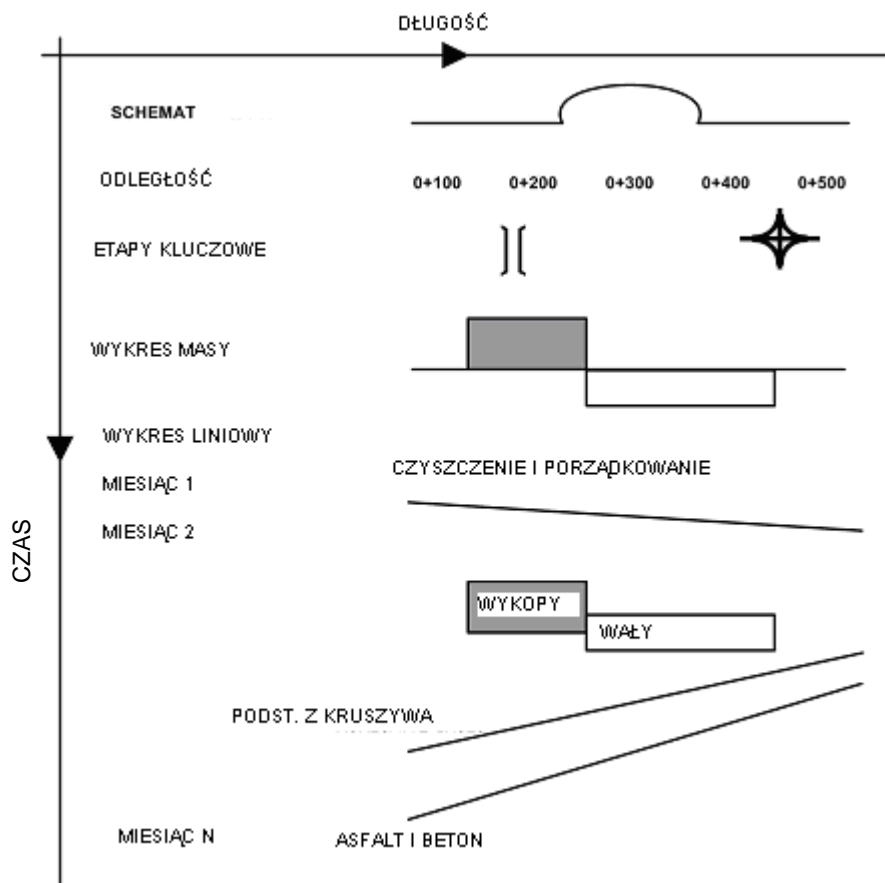 DŁUGOŚĆ
SCHEMAT
ODLEGŁOŚĆ 0+100 0+200 0+300 0+400 0+500
ETAPY KLUCZOWE
WYKRES MASY
WYKRES LINIOWY
CZYSZCZENIE I PORZĄDKOWANIE
MIESIĄC 1
MIESIĄC 2
CZAS
WYKOPY
WAŁY
PODST. Z KRUSZYWA
MIESIĄC N
ASFALT I BETON